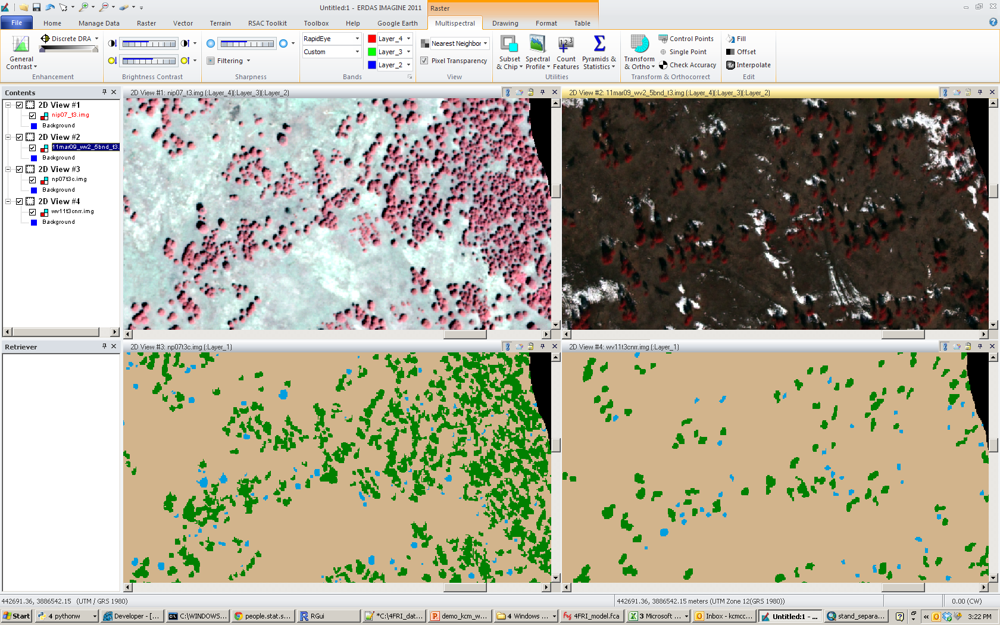 Untitled:1 - ERDAS IMAGINE 2011
Raster
File
Home
Manage Data
Raster
Vector
Terrain
RSAC Toolkit
Toolbox
Help
Google Earth
Multispectral
Drawing
Format
Table
General
Contrast
Discrete DRA
Enhancement
Brightness Contrast
Filtering
Sharpness
RapidEye
Custom
Layer_4
Layer_3
Layer_2
Bands
Nearest Neighbor
Pixel Transparency
View
Subset
& Chip
Spectral
Profile
Count
Features
Pyramids &
Statistics
Utilities
Transform
& Ortho
Control Points
Single Point
Check Accuracy
Transform & Orthocorrect
Fill
Offset
Interpolate
Edit
Contents
2D View #1
nip07_t3.img
Background
2D View #2
11mar09_wv2_5bnd_t3.
Background
2D View #3
np07t3c.img
Background
2D View #4
wv11t3cnrr.img
Background
Retriever
2D View #1: nip07_t3.img (:Layer_4)(:Layer_3)(:Layer_2)
2D View #2: 11mar09_wv2_5bnd_t3.img (:Layer_4)(:Layer_3)(:Layer_2)
2D View #3: np07t3c.img (:Layer_1)
2D View #4: wv11t3cnrr.img (:Layer_1)
442691.36, 3886542.15 (UTM / GRS 1980)
442691.36, 3886542.15 meters (UTM Zone 12(GRS 1980))
0.00 (CW)
Start
4 pythonw
Developer - [...
C:\WINDOWS...
people.stat.s...
RGui
*C:\4FRI_dat...
demo_kcm_w...
4 Windows ...
4FRI_model.fca
3 Microsoft ...
Inbox - kcmcc...
Untitled:1 - ...
stand_separa...
3:22 PM